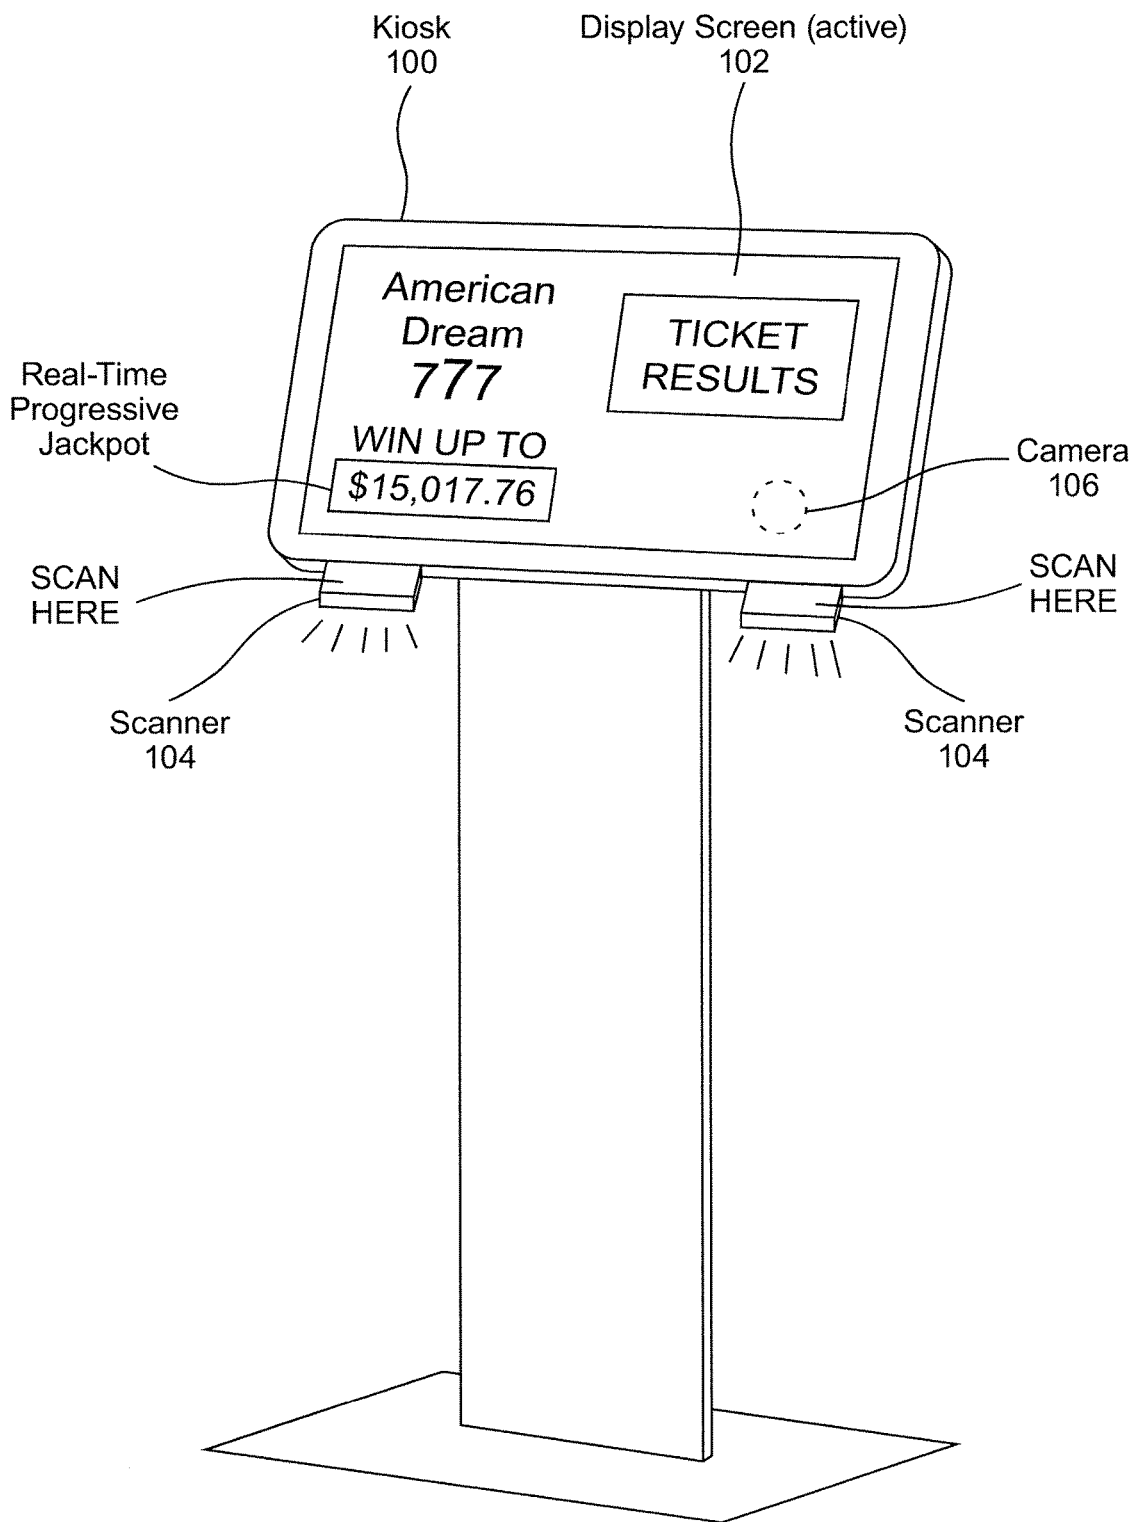 Kiosk
100
Display Screen (active)
102
American
Dream
777
TICKET
RESULTS
Real-Time
Progressive
Jackpot
WIN UP TO
$15,017.76
Camera
106
SCAN
HERE
SCAN
HERE
Scanner
104
Scanner
104